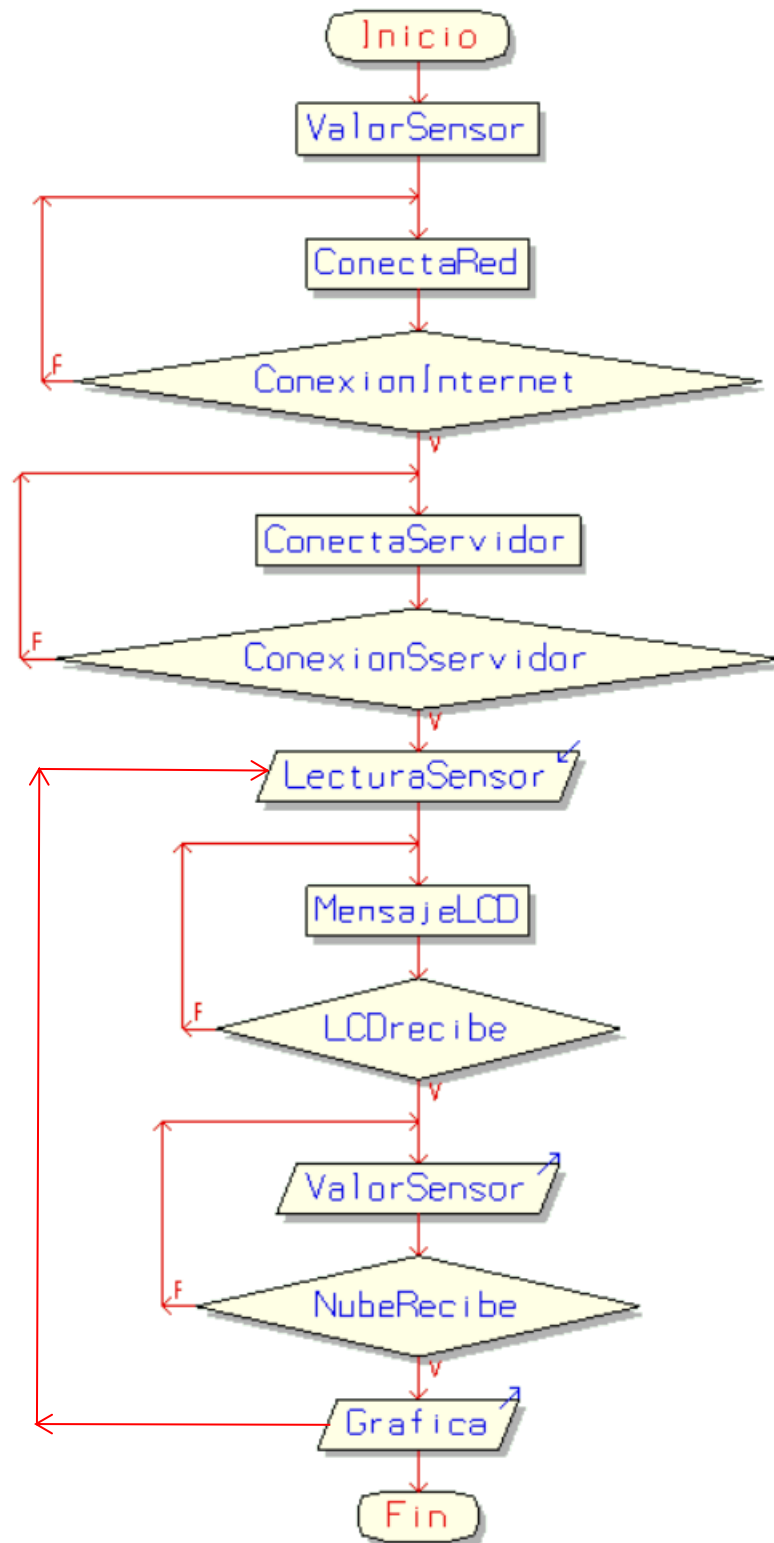 Inicio
ValorSensor
ConectaRed
ConexionInternet
F
V
ConectaServidor
ConexionSservidor
F
V
LecturaSensor
MensajeLCD
LCDrecibe
F
V
ValorSensor
NubeRecibe
F
V
Grafica
Fin